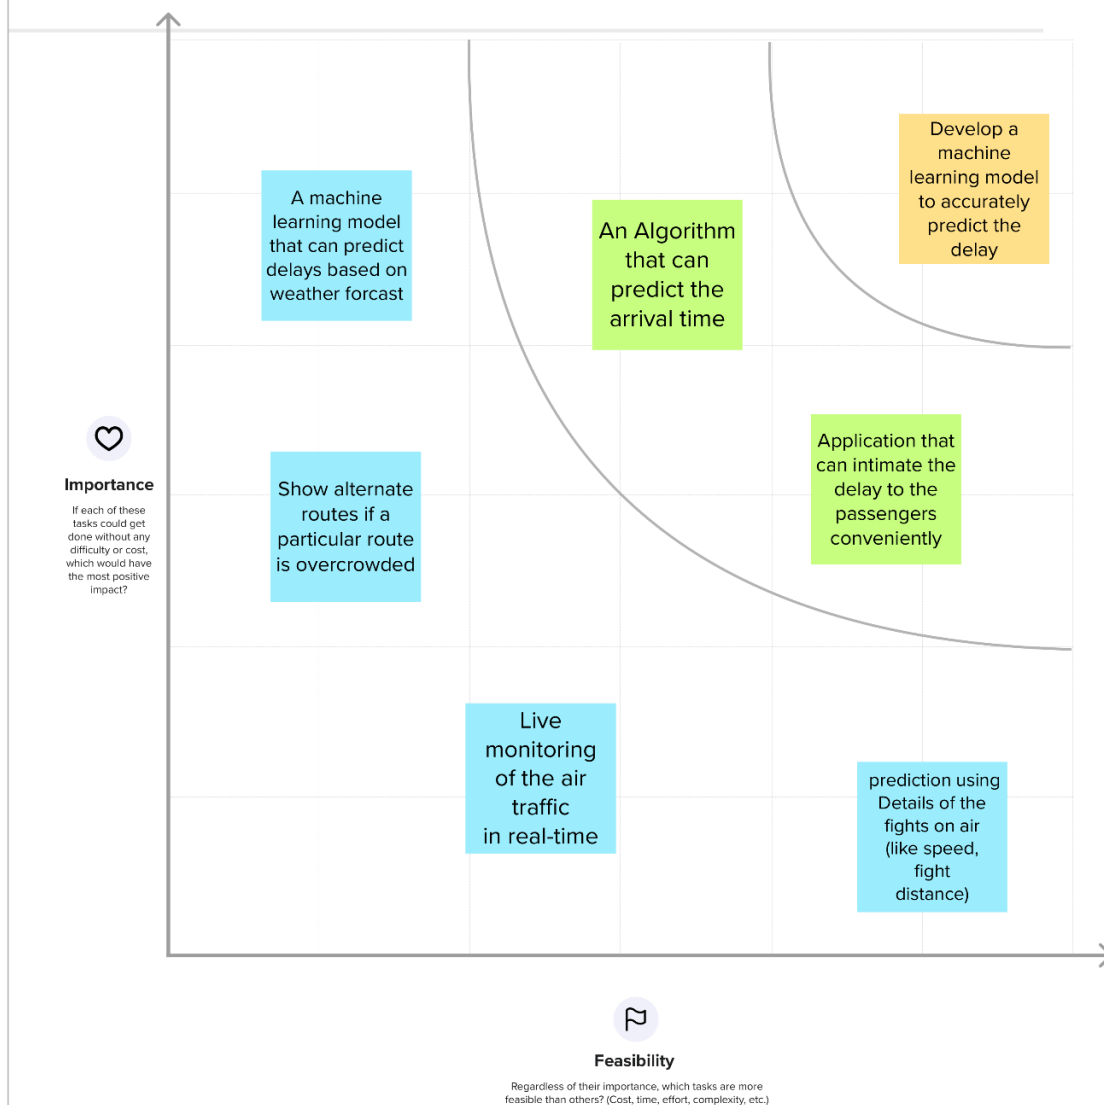 Develop a
machine
learning model
to accurately
predict the
delay
A machine
learning model
that can predict
delays based on
weather forcast
An Algorithm
that can
predict the
arrival time
Application that
can intimate the
delay to the
passengers
conveniently
Show alternate
routes if a
particular route
is overcrowded
Importance
If each of these
tasks could get
done without any
difficulty or cost,
which would have
the most positive
impact?
Live
monitoring
of the air
traffic
in real-time
prediction using
Details of the
fights on air
(like speed,
fight
distance)
Feasibility
Regardless of their importance, which tasks are more
feasible than others? (Cost, time, effort, complexity, etc.)